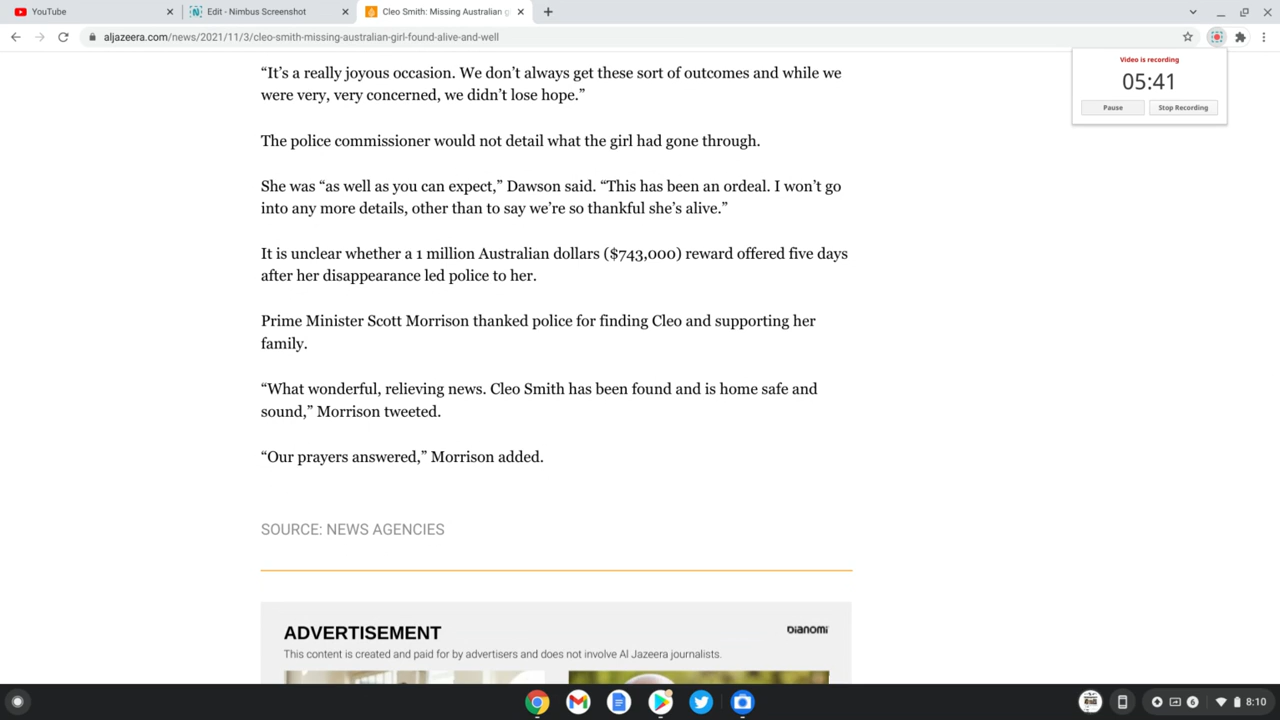 YouTube
Edit - Nimbus Screenshot
Cleo Smith: Missing Australian g
aljazeera.com/news/2021/11/3/cleo-smith-missing-australian-girl-found-alive-and-well
Video is recording
05:41
Pause
Stop Recording
“It’s a really joyous occasion. We don’t always get these sort of outcomes and while we
were very, very concerned, we didn’t lose hope.”
The police commissioner would not detail what the girl had gone through.
She was “as well as you can expect,” Dawson said. “This has been an ordeal. I won’t go
into any more details, other than to say we’re so thankful she’s alive.”
It is unclear whether a 1 million Australian dollars ($743,000) reward offered five days
after her disappearance led police to her.
Prime Minister Scott Morrison thanked police for finding Cleo and supporting her
family.
“What wonderful, relieving news. Cleo Smith has been found and is home safe and
sound,” Morrison tweeted.
“Our prayers answered,” Morrison added.
SOURCE: NEWS AGENCIES
ADVERTISEMENT
Dianomi
This content is created and paid for by advertisers and does not involve Al Jazeera journalists.
6
8:10